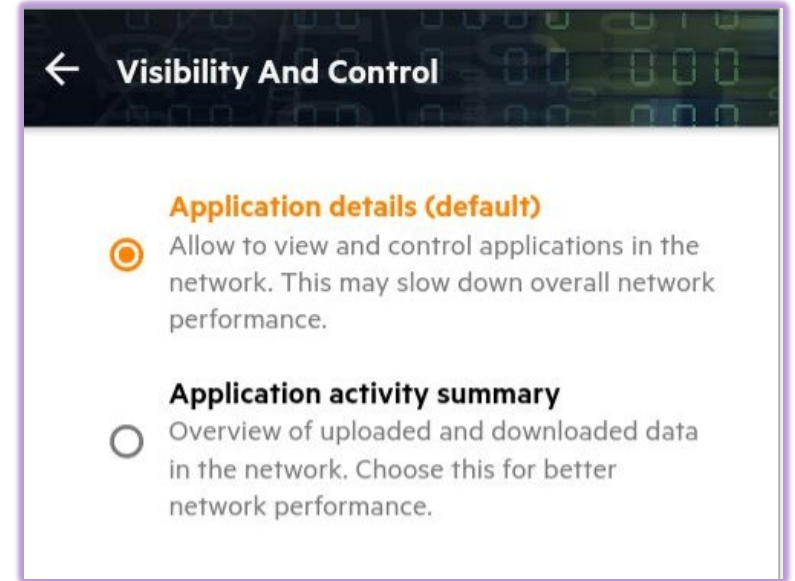 Visibility And Control
Application details (default)
Allow to view and control applications in the
network. This may slow down overall network
performance.
Application activity summary
Overview of uploaded and downloaded data
in the network. Choose this for better
network performance.